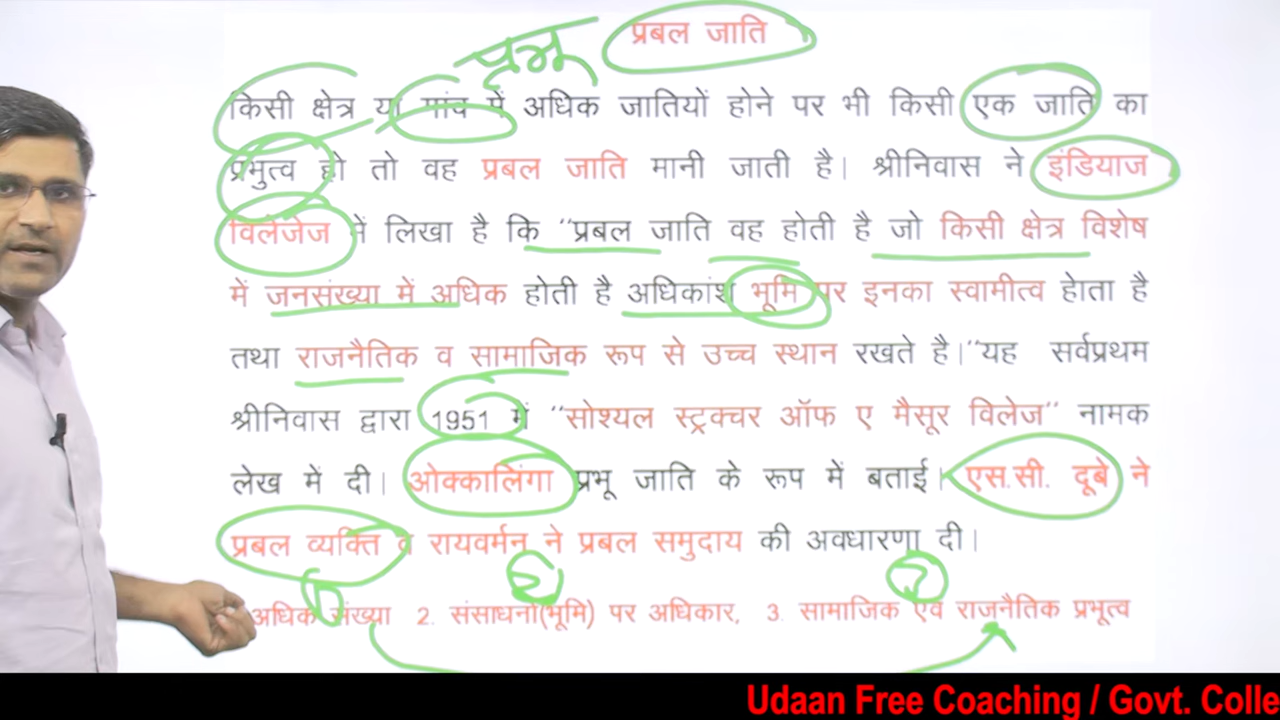 प्रबल जाति
प्रभू
किसी क्षेत्र या गांव में अधिक जातियों होने पर भी किसी एक जाति का
प्रभुत्व हो तो वह प्रबल जाति मानी जाती है। श्रीनिवास ने इंडियाज
विलेजेज में लिखा है कि ‘‘प्रबल जाति वह होती है जो किसी क्षेत्र विशेष
में जनसंख्या में अधिक होती है अधिकांश भूमि पर इनका स्वामीत्व हेाता है
तथा राजनैतिक व सामाजिक रूप से उच्च स्थान रखते है।‘‘यह सर्वप्रथम
श्रीनिवास द्वारा 1951 में ‘‘सोश्यल स्ट्रक्चर ऑफ ए मैसूर विलेज‘‘ नामक
लेख में दी। ओक्कालिंगा प्रभू जाति के रूप में बताई। एस.सी. दूबे ने
प्रबल व्यक्ति व रायवर्मन ने प्रबल समुदाय की अवधारणा दी।
अधिक संख्या 2. संसाधनों(भूमि) पर अधिकार, 3. सामाजिक एवं राजनैतिक प्रभूत्व
Udaan Free Coaching / Govt. Colle